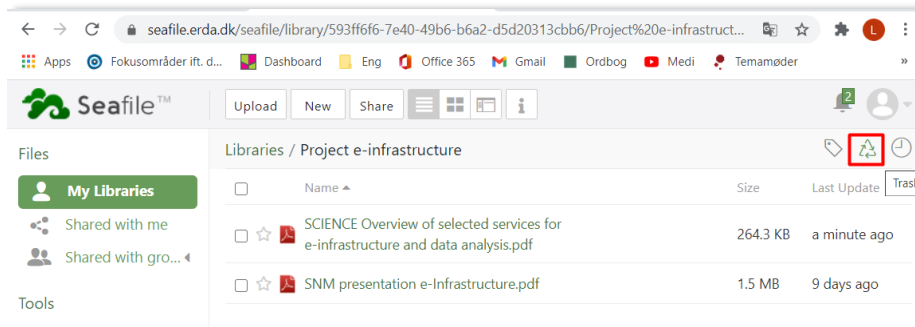 seafile.erda.dk/seafile/library/593ff6f6-7e40-49b6-b6a2-d5d20313cbb6/Project%20e-infrastruct... L
Apps Fokusområder ift. d... Dashboard Eng Office 365 Gmail Ordbog Medi Temamøder »
Seafile™ Upload New Share 2
Files
Libraries / Project e-infrastructure
My Libraries
Name Size Last Update Trash
Shared with me
SCIENCE Overview of selected services for
e-infrastructure and data analysis.pdf 264.3 KB a minute ago
Shared with gro...
SNM presentation e-Infrastructure.pdf 1.5 MB 9 days ago
Tools